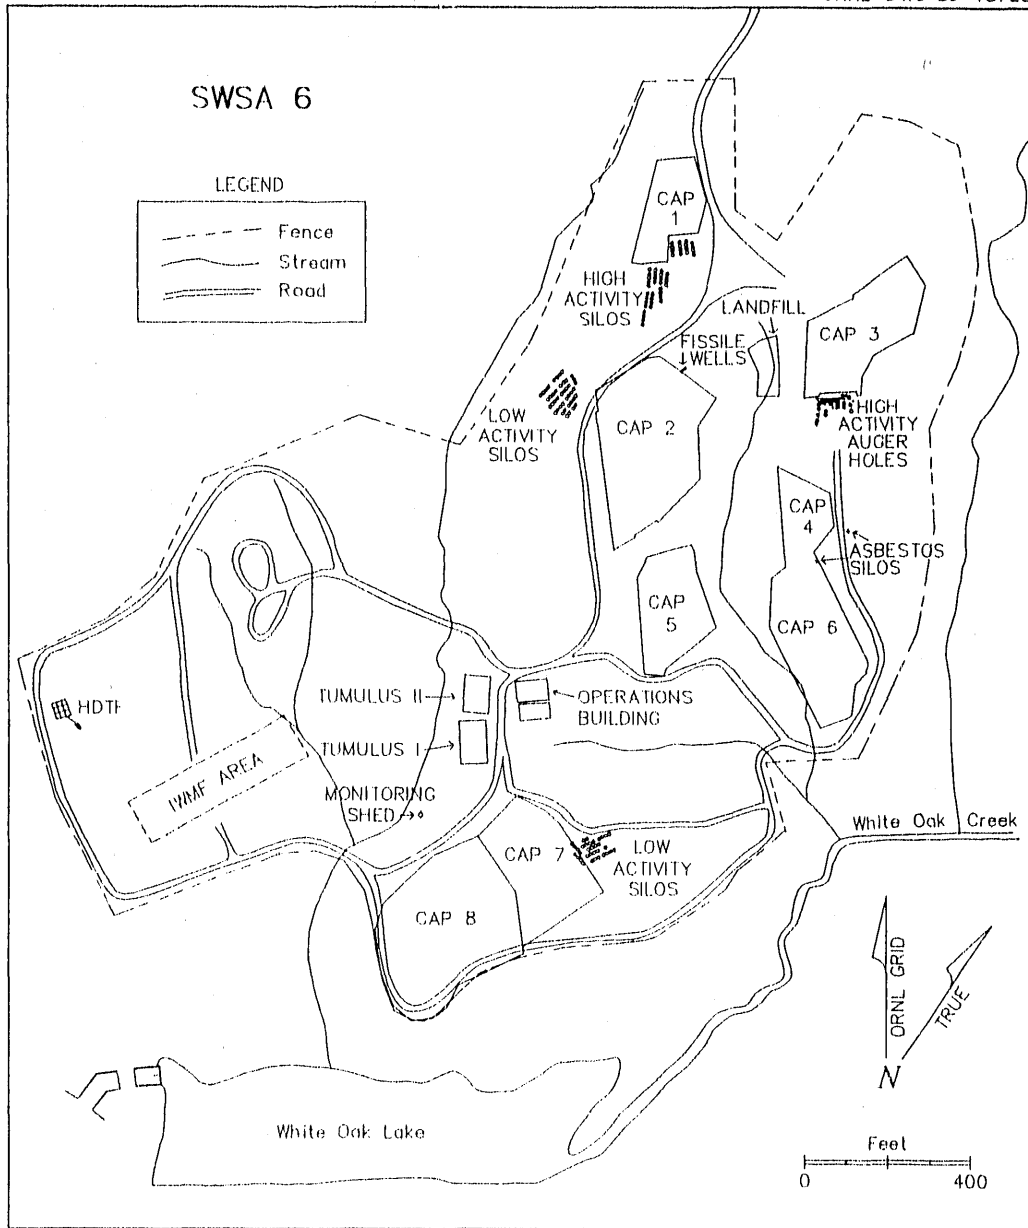 SWSA 6
LEGEND
Fence
Stream
Road
CAP
1
HIGH
ACTIVITY
SILOS
LANDFILL
FISSILE
WELLS
CAP 3
LOW
ACTIVITY
SILOS
CAP 2
HIGH
ACTIVITY
AUGER
HOLES
CAP
4
ASBESTOS
SILOS
CAP
5
CAP 6
HDTF
TUMULUS II
OPERATIONS
BUILDING
TUMULUS I
IWMF AREA
MONITORING
SHED
White Oak Creek
CAP 7
LOW
ACTIVITY
SILOS
CAP 8
ORNL GRID
TRUE
N
White Oak Lake
Feet
0 400